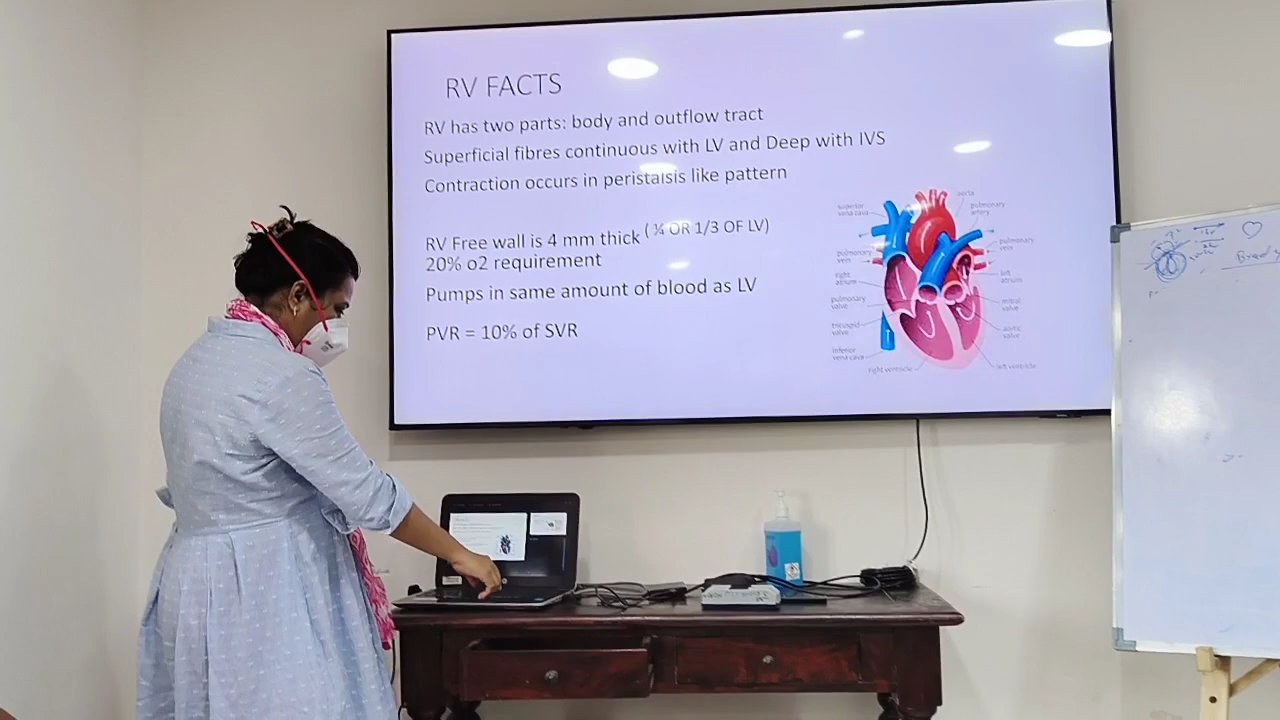 RV FACTS
RV has two parts: body and outflow tract
Superficial fibres continuous with LV and Deep with IVS
Contraction occurs in peristalsis like pattern
RV Free wall is 4 mm thick ( ¼ OR 1/3 OF LV)
20% o2 requirement
Pumps in same amount of blood as LV
PVR = 10% of SVR
aorta
superior vena cava
pulmonary artery
pulmonary vein
pulmonary vein
right atrium
left atrium
pulmonary valve
mitral valve
tricuspid valve
aortic valve
inferior vena cava
right ventricle
left ventricle